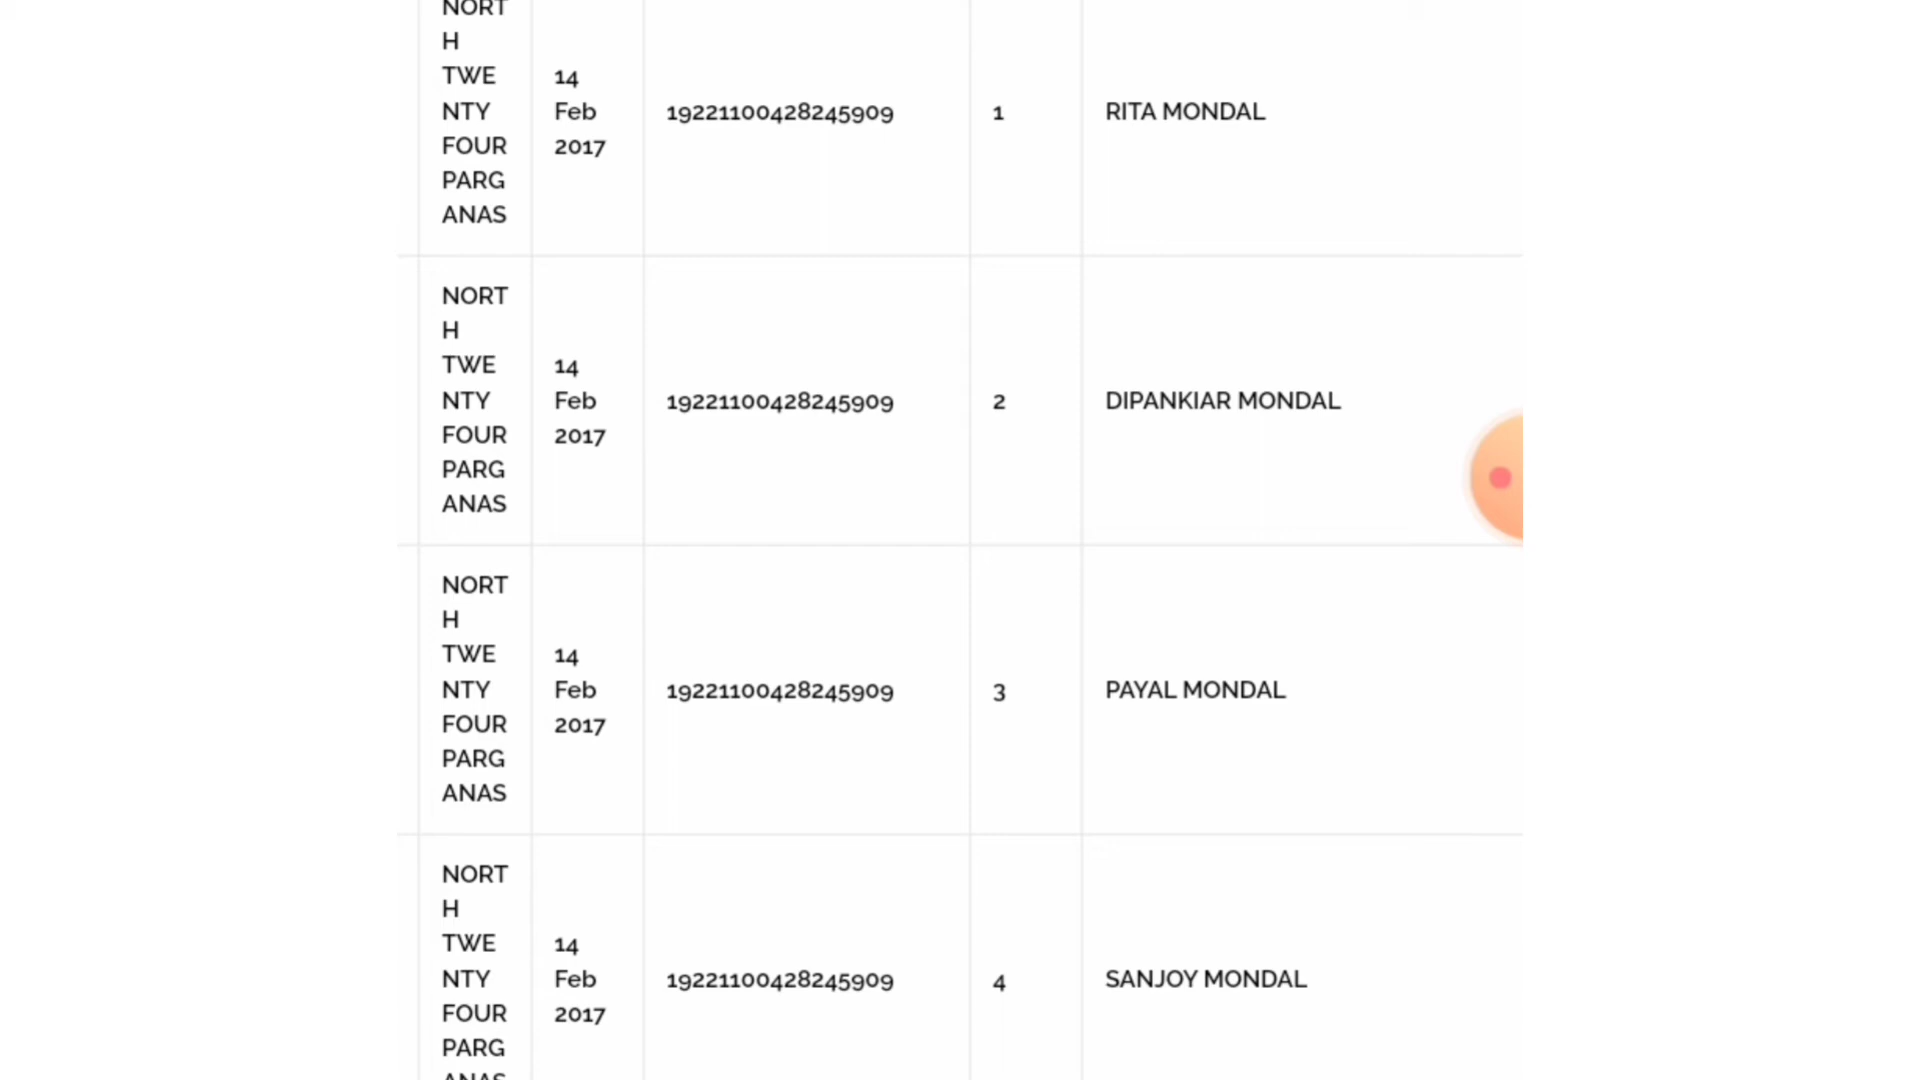 NORT
H
TWE
NTY
FOUR
PARG
ANAS
14
Feb
2017
19221100428245909
1
RITA MONDAL
NORT
H
TWE
NTY
FOUR
PARG
ANAS
14
Feb
2017
19221100428245909
2
DIPANKIAR MONDAL
NORT
H
TWE
NTY
FOUR
PARG
ANAS
14
Feb
2017
19221100428245909
3
PAYAL MONDAL
NORT
H
TWE
NTY
FOUR
PARG
ANAS
14
Feb
2017
19221100428245909
4
SANJOY MONDAL